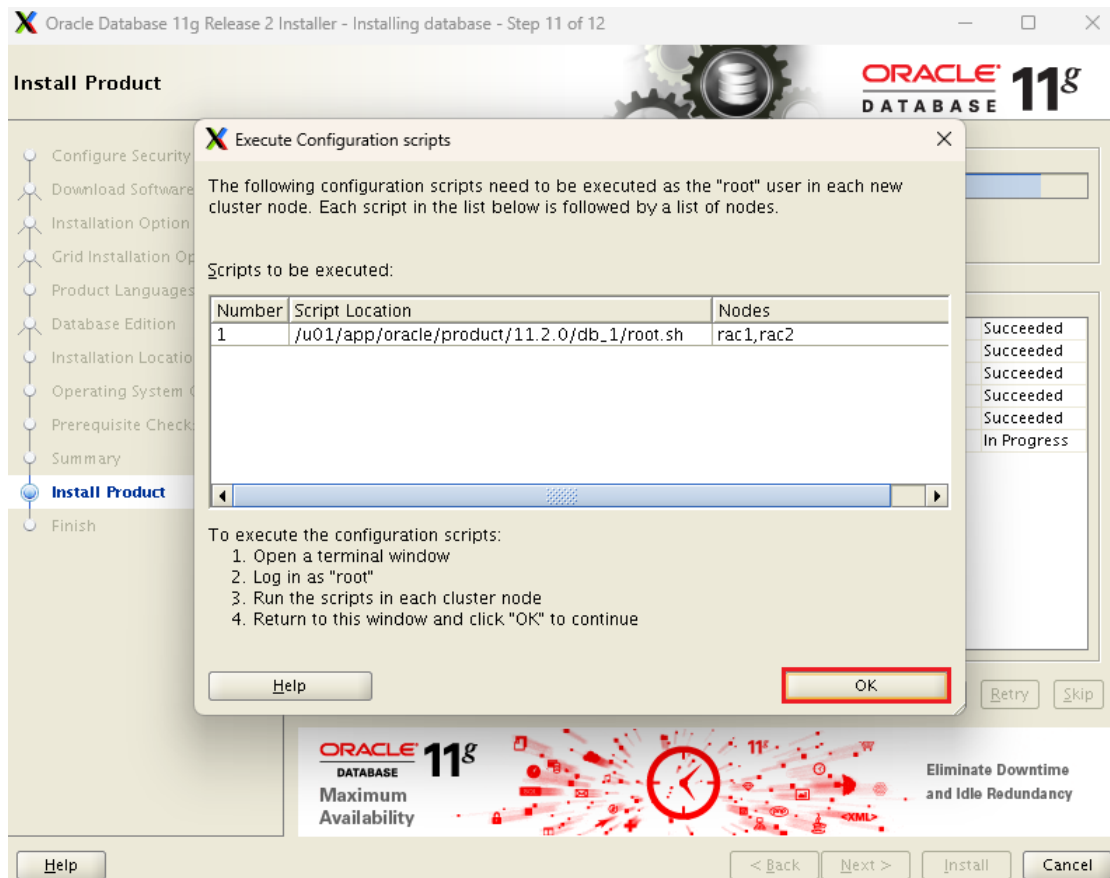 Oracle Database 11g Release 2 Installer - Installing database - Step 11 of 12
Install Product
ORACLE 11g
DATABASE
Configure Security
Download Software
Installation Option
Grid Installation Op
Product Languages
Database Edition
Installation Locatio
Operating System
Prerequisite Check
Summary
Install Product
Finish
Execute Configuration scripts
The following configuration scripts need to be executed as the "root" user in each new
cluster node. Each script in the list below is followed by a list of nodes.
Scripts to be executed:
Number Script Location Nodes
1 /u01/app/oracle/product/11.2.0/db_1/root.sh rac1,rac2
To execute the configuration scripts:
1. Open a terminal window
2. Log in as "root"
3. Run the scripts in each cluster node
4. Return to this window and click "OK" to continue
Help OK
Succeeded
Succeeded
Succeeded
Succeeded
Succeeded
In Progress
Retry Skip
ORACLE 11g
DATABASE
Maximum
Availability
11g
<XML>
Eliminate Downtime
and Idle Redundancy
Help < Back Next > Install Cancel